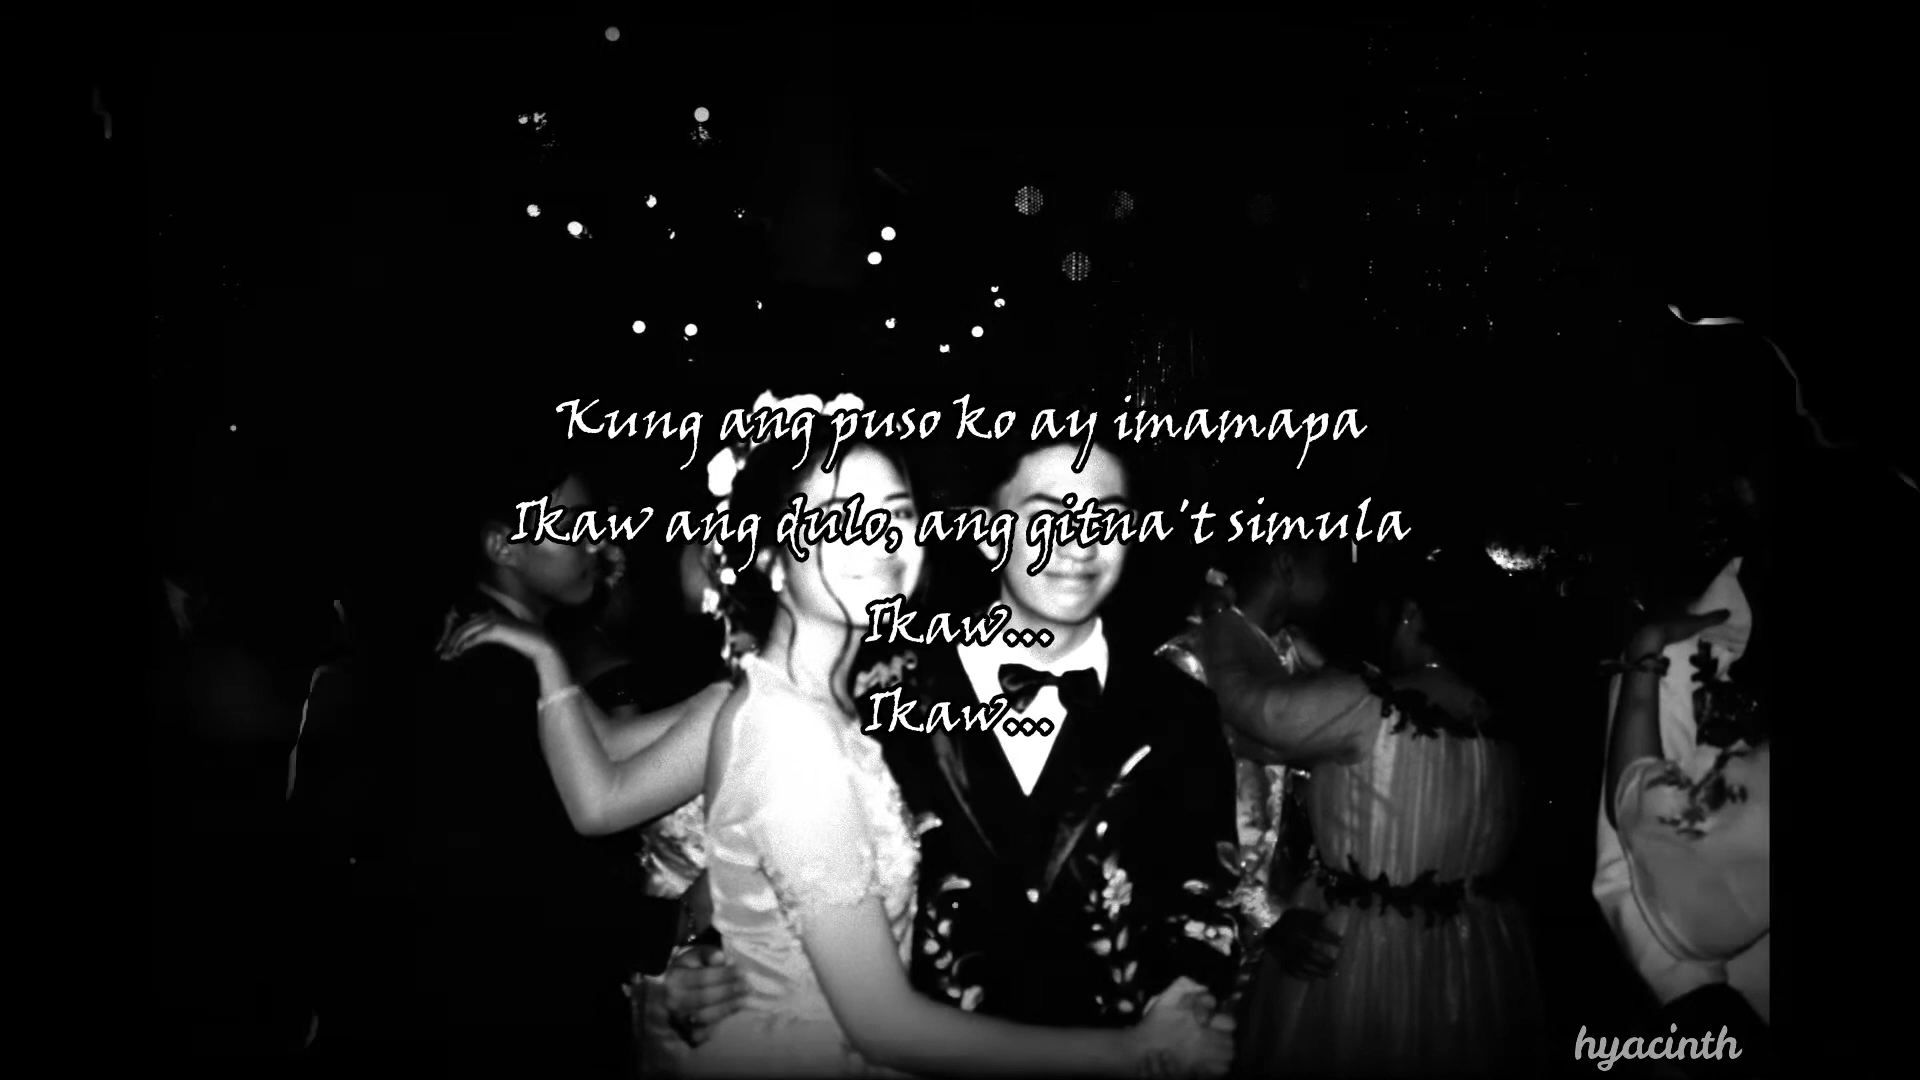 Kung ang puso ko ay imamapa
Ikaw ang dulo, ang gitna't simula
Ikaw...
Ikaw...
hyacinth